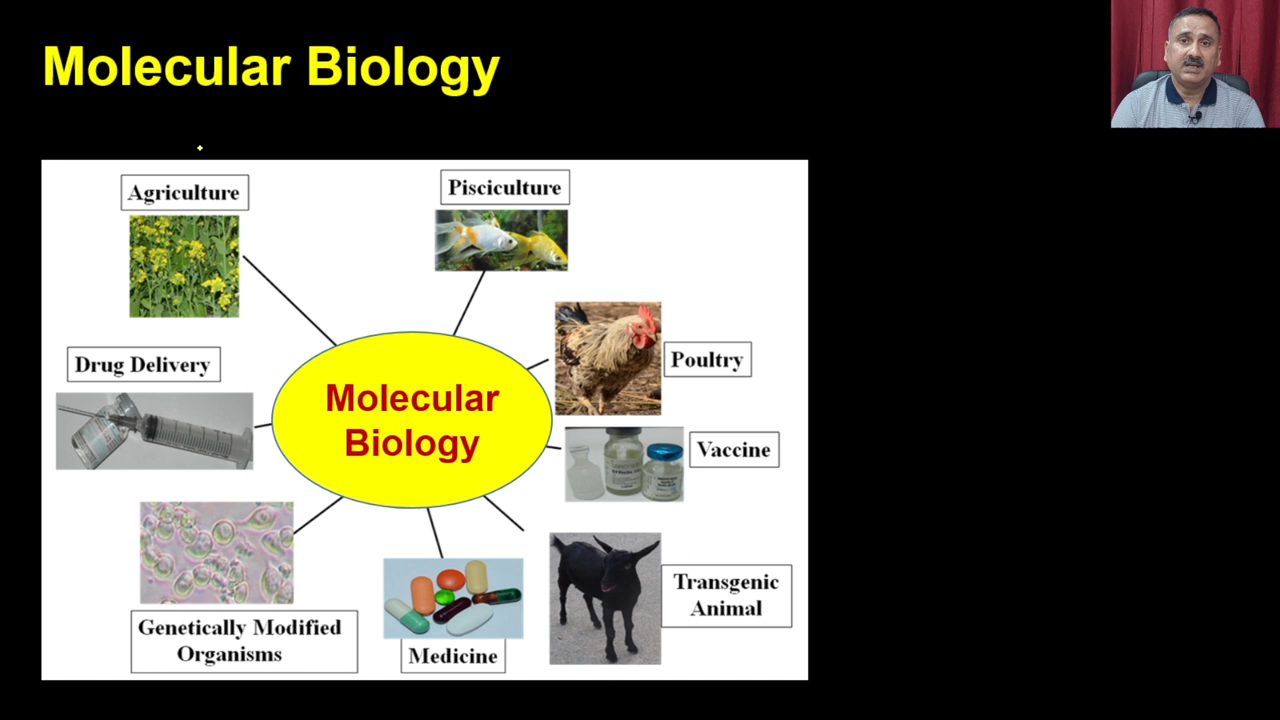 Molecular Biology
Agriculture
Pisciculture
Drug Delivery
Molecular
Biology
Poultry
Vaccine
Transgenic
Animal
Genetically Modified
Organisms
Medicine